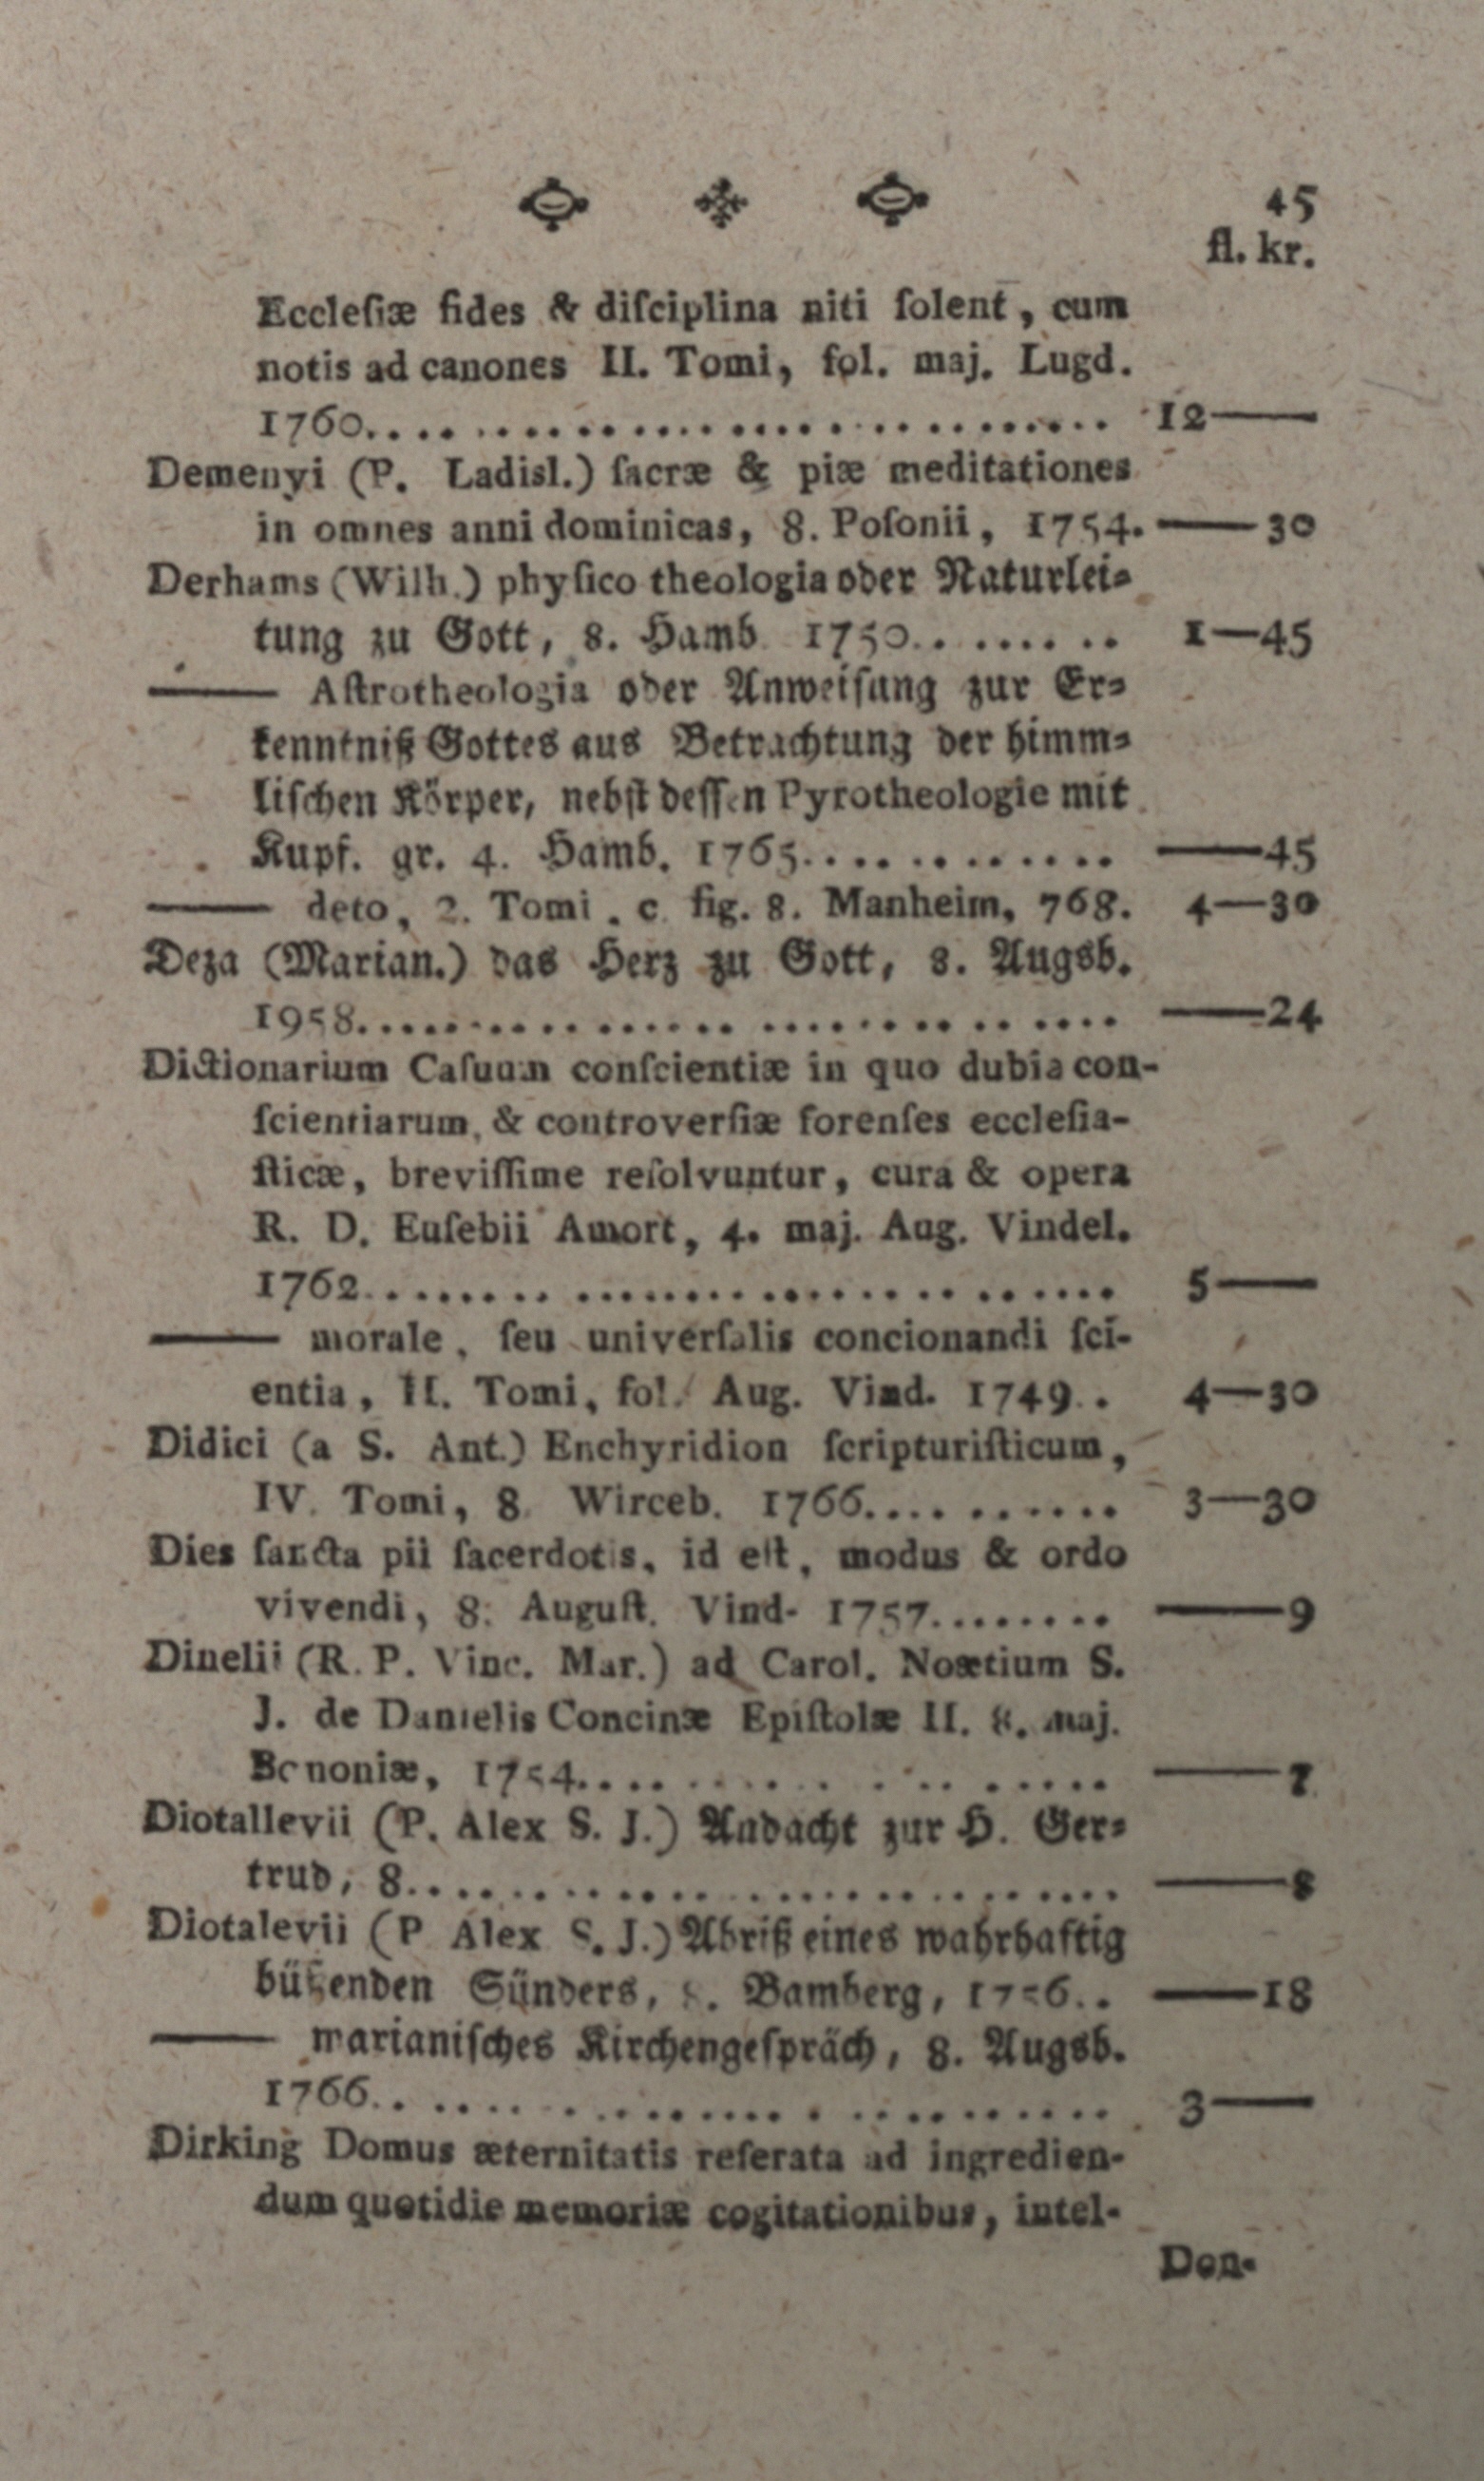 45
fl. kr.
Ecclesiæ fides & disciplina niti solent, cum
notis ad canones II. Tomi, fol. maj. Lugd.
1760. . . . . . . . . . . . . . . . . . . . 12—
Demenyi (P. Ladisl.) sacræ & piæ meditationes
in omnes anni dominicas, 8. Posonii, 1754. —30
Derhams (Wilh.) physico theologia oder Naturlei=
tung zu Gott, 8. Hamb. 1750. . . . . . . . 1—45
— Astrotheologia oder Anweisung zur Er=
kenntniß Gottes aus Betrachtung der himm=
lischen Körper, nebst dessen Pyrotheologie mit
Kupf. gr. 4. Hamb. 1765. . . . . . . . . . —45
— deto, 2. Tomi . c fig. 8. Manheim, 768. 4—30
Deza (Marian.) das Herz zu Gott, 8. Augsb.
1958. . . . . . . . . . . . . . . . . . . . —24
Dictionarium Casuum conscientiæ in quo dubia con-
scientiarum, & controversiæ forenses ecclesia-
sticæ, brevissime resolvuntur, cura & opera
R. D. Eusebii Amort, 4. maj. Aug. Vindel.
1762. . . . . . . . . . . . . . . . . . . . 5—
— morale, seu universalis concionandi sci-
entia, II. Tomi, fol. Aug. Vind. 1749. . 4—30
Didici (a S. Ant.) Enchyridion scripturisticum,
IV. Tomi, 8. Wirceb. 1766. . . . . . . . . 3—30
Dies sancta pii sacerdotis, id est, modus & ordo
vivendi, 8. August. Vind- 1757. . . . . . . —9
Dinelii (R. P. Vinc. Mar.) ad Carol. Noætium S.
J. de Danielis Concinæ Epistolæ II. 8. maj.
Bononiæ, 1754. . . . . . . . . . . . . . . —7
Diotallevii (P. Alex S. J.) Andacht zur H. Ger=
trud, 8. . . . . . . . . . . . . . . . . . . —8
Diotalevii (P Alex S. J.) Abriß eines wahrhaftig
büßenden Sünders, 8. Bamberg, 1756. . —18
— marianisches Kirchengespräch, 8. Augsb.
1766. . . . . . . . . . . . . . . . . . . . 3—
Dirking Domus æternitatis reserata ad ingredien-
dum quotidie memoriæ cogitationibus, intel-
Don-